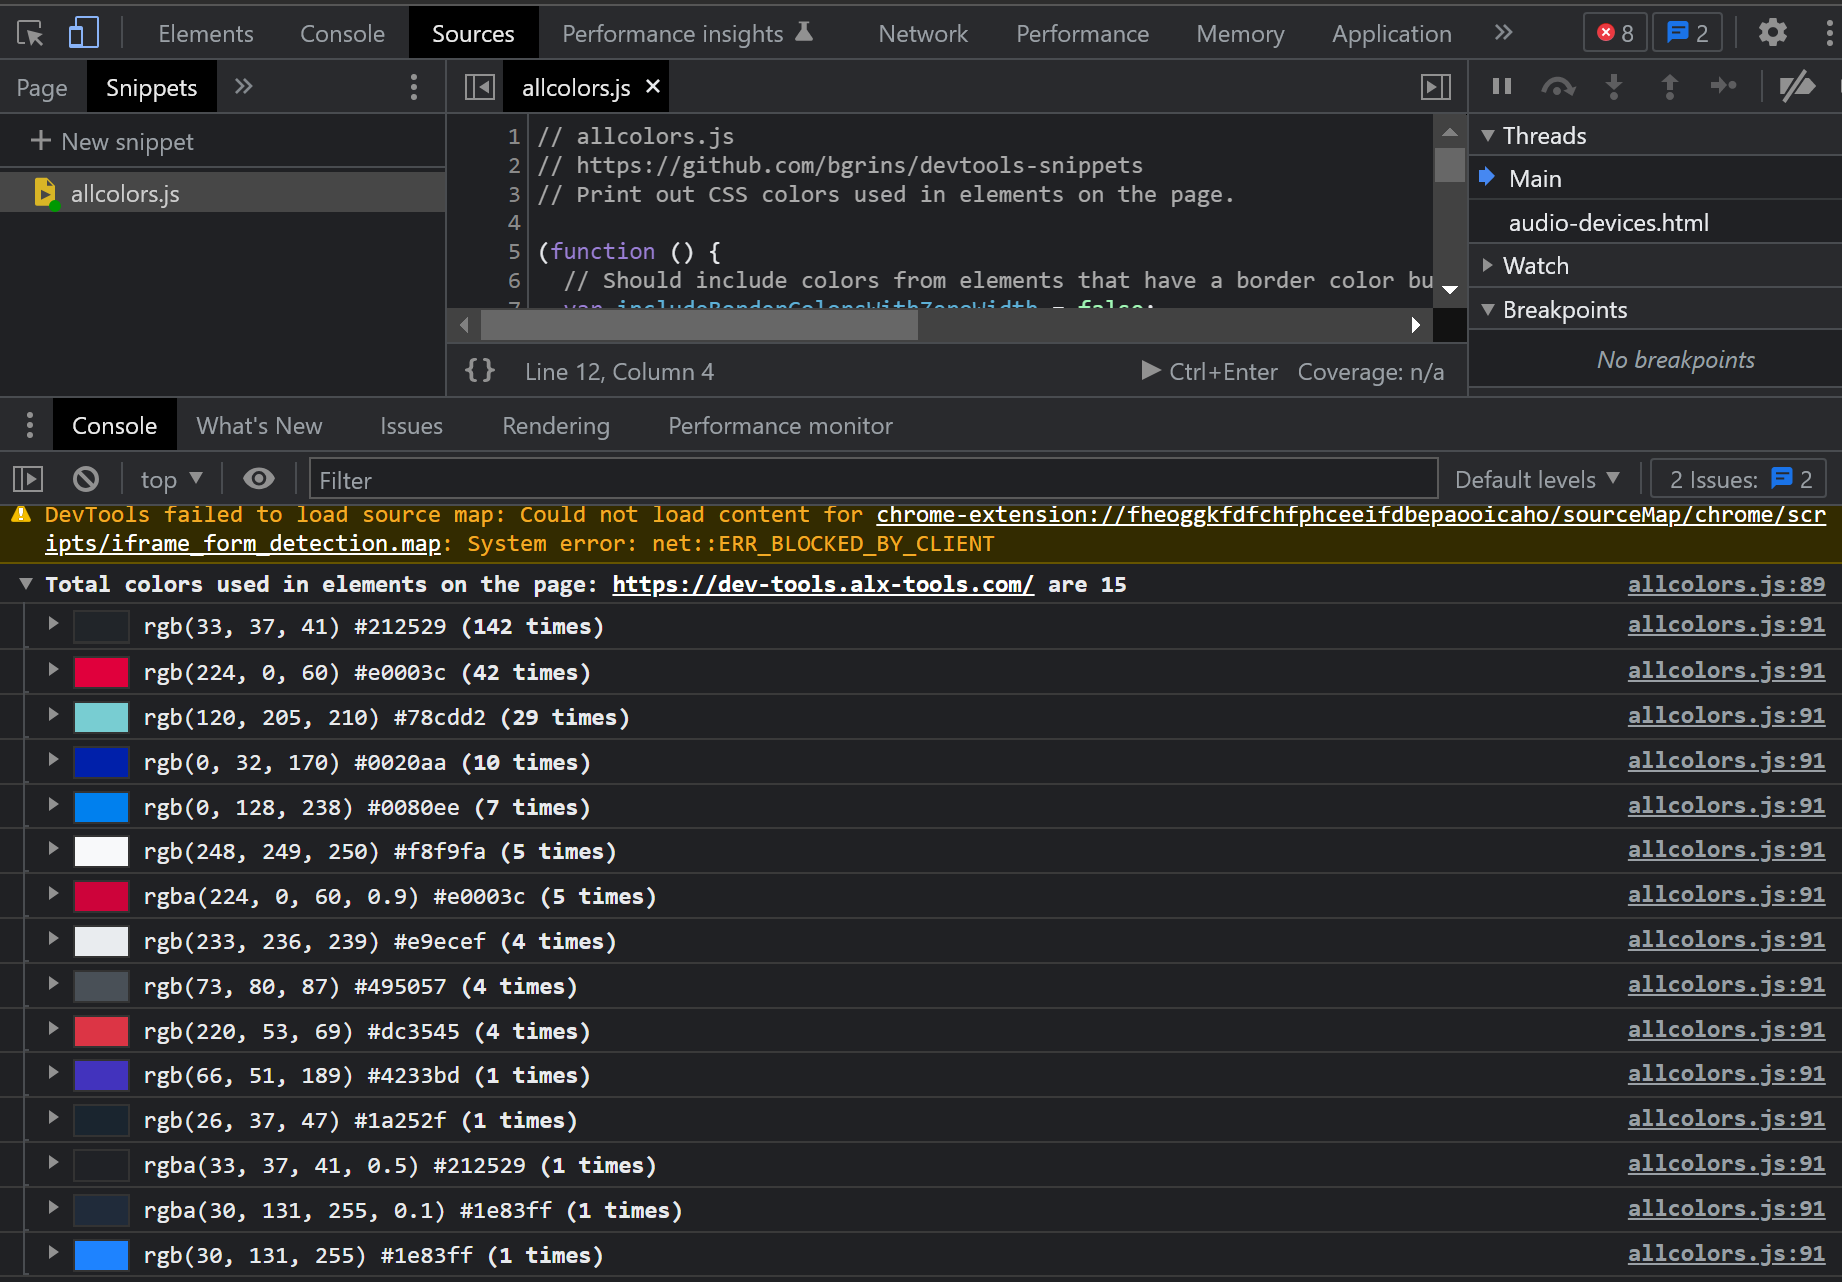 Elements Console Sources Performance insights Network Performance Memory Application 8 2
Page Snippets allcolors.js
New snippet
allcolors.js
1 // allcolors.js
2 // https://github.com/bgrins/devtools-snippets
3 // Print out CSS colors used in elements on the page.
4
5 (function () {
6 // Should include colors from elements that have a border color bu
7 var includeBorderColorsWithZeroWidth = false;
{} Line 12, Column 4 Ctrl+Enter Coverage: n/a
Threads
Main
audio-devices.html
Watch
Breakpoints
No breakpoints
Console What's New Issues Rendering Performance monitor
top Filter Default levels 2 Issues: 2
DevTools failed to load source map: Could not load content for chrome-extension://fheoggkfdfchfphceeifdbepaooicaho/sourceMap/chrome/scr
ipts/iframe_form_detection.map: System error: net::ERR_BLOCKED_BY_CLIENT
Total colors used in elements on the page: https://dev-tools.alx-tools.com/ are 15 allcolors.js:89
rgb(33, 37, 41) #212529 (142 times) allcolors.js:91
rgb(224, 0, 60) #e0003c (42 times) allcolors.js:91
rgb(120, 205, 210) #78cdd2 (29 times) allcolors.js:91
rgb(0, 32, 170) #0020aa (10 times) allcolors.js:91
rgb(0, 128, 238) #0080ee (7 times) allcolors.js:91
rgb(248, 249, 250) #f8f9fa (5 times) allcolors.js:91
rgba(224, 0, 60, 0.9) #e0003c (5 times) allcolors.js:91
rgb(233, 236, 239) #e9ecef (4 times) allcolors.js:91
rgb(73, 80, 87) #495057 (4 times) allcolors.js:91
rgb(220, 53, 69) #dc3545 (4 times) allcolors.js:91
rgb(66, 51, 189) #4233bd (1 times) allcolors.js:91
rgb(26, 37, 47) #1a252f (1 times) allcolors.js:91
rgba(33, 37, 41, 0.5) #212529 (1 times) allcolors.js:91
rgba(30, 131, 255, 0.1) #1e83ff (1 times) allcolors.js:91
rgb(30, 131, 255) #1e83ff (1 times) allcolors.js:91